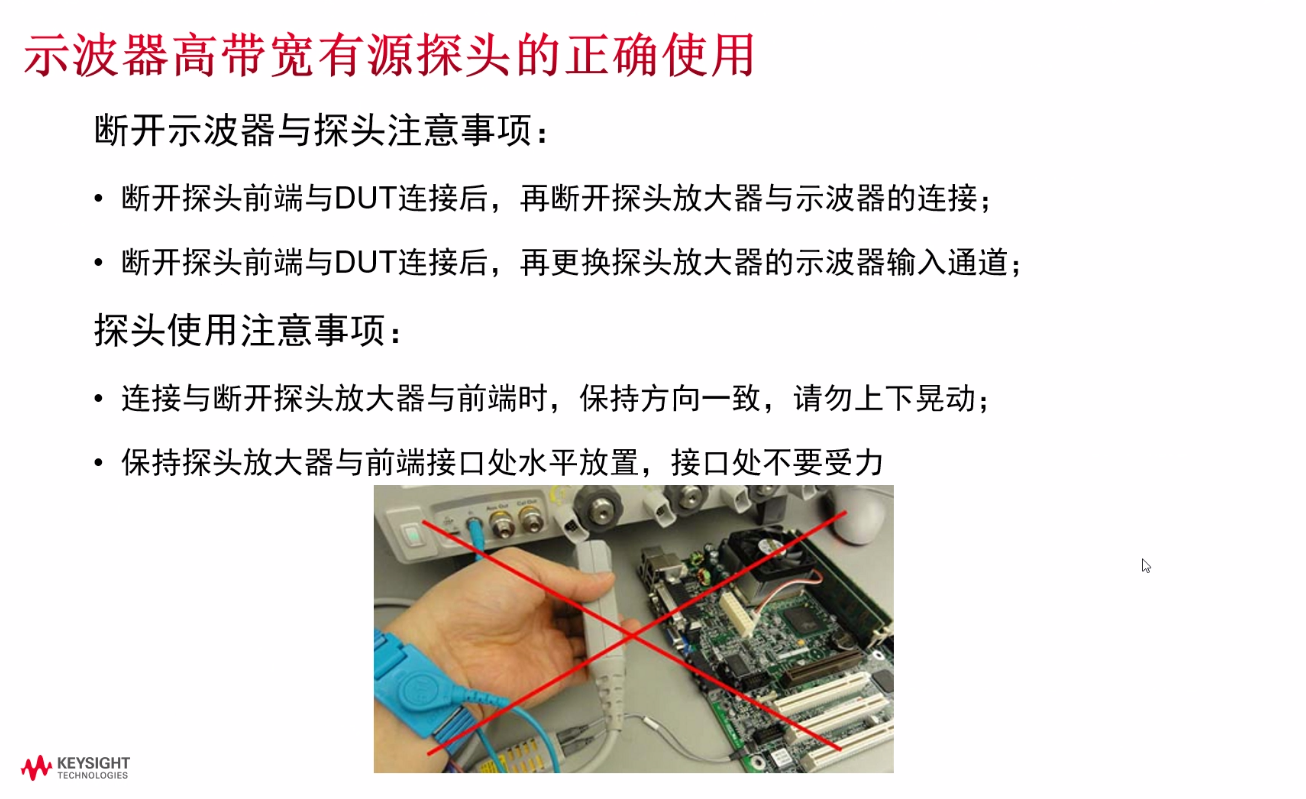 示波器高带宽有源探头的正确使用
断开示波器与探头注意事项：
• 断开探头前端与DUT连接后，再断开探头放大器与示波器的连接；
• 断开探头前端与DUT连接后，再更换探头放大器的示波器输入通道；
探头使用注意事项：
• 连接与断开探头放大器与前端时，保持方向一致，请勿上下晃动；
• 保持探头放大器与前端接口处水平放置，接口处不要受力
Aux Out
Cal Out
KEYSIGHT
TECHNOLOGIES